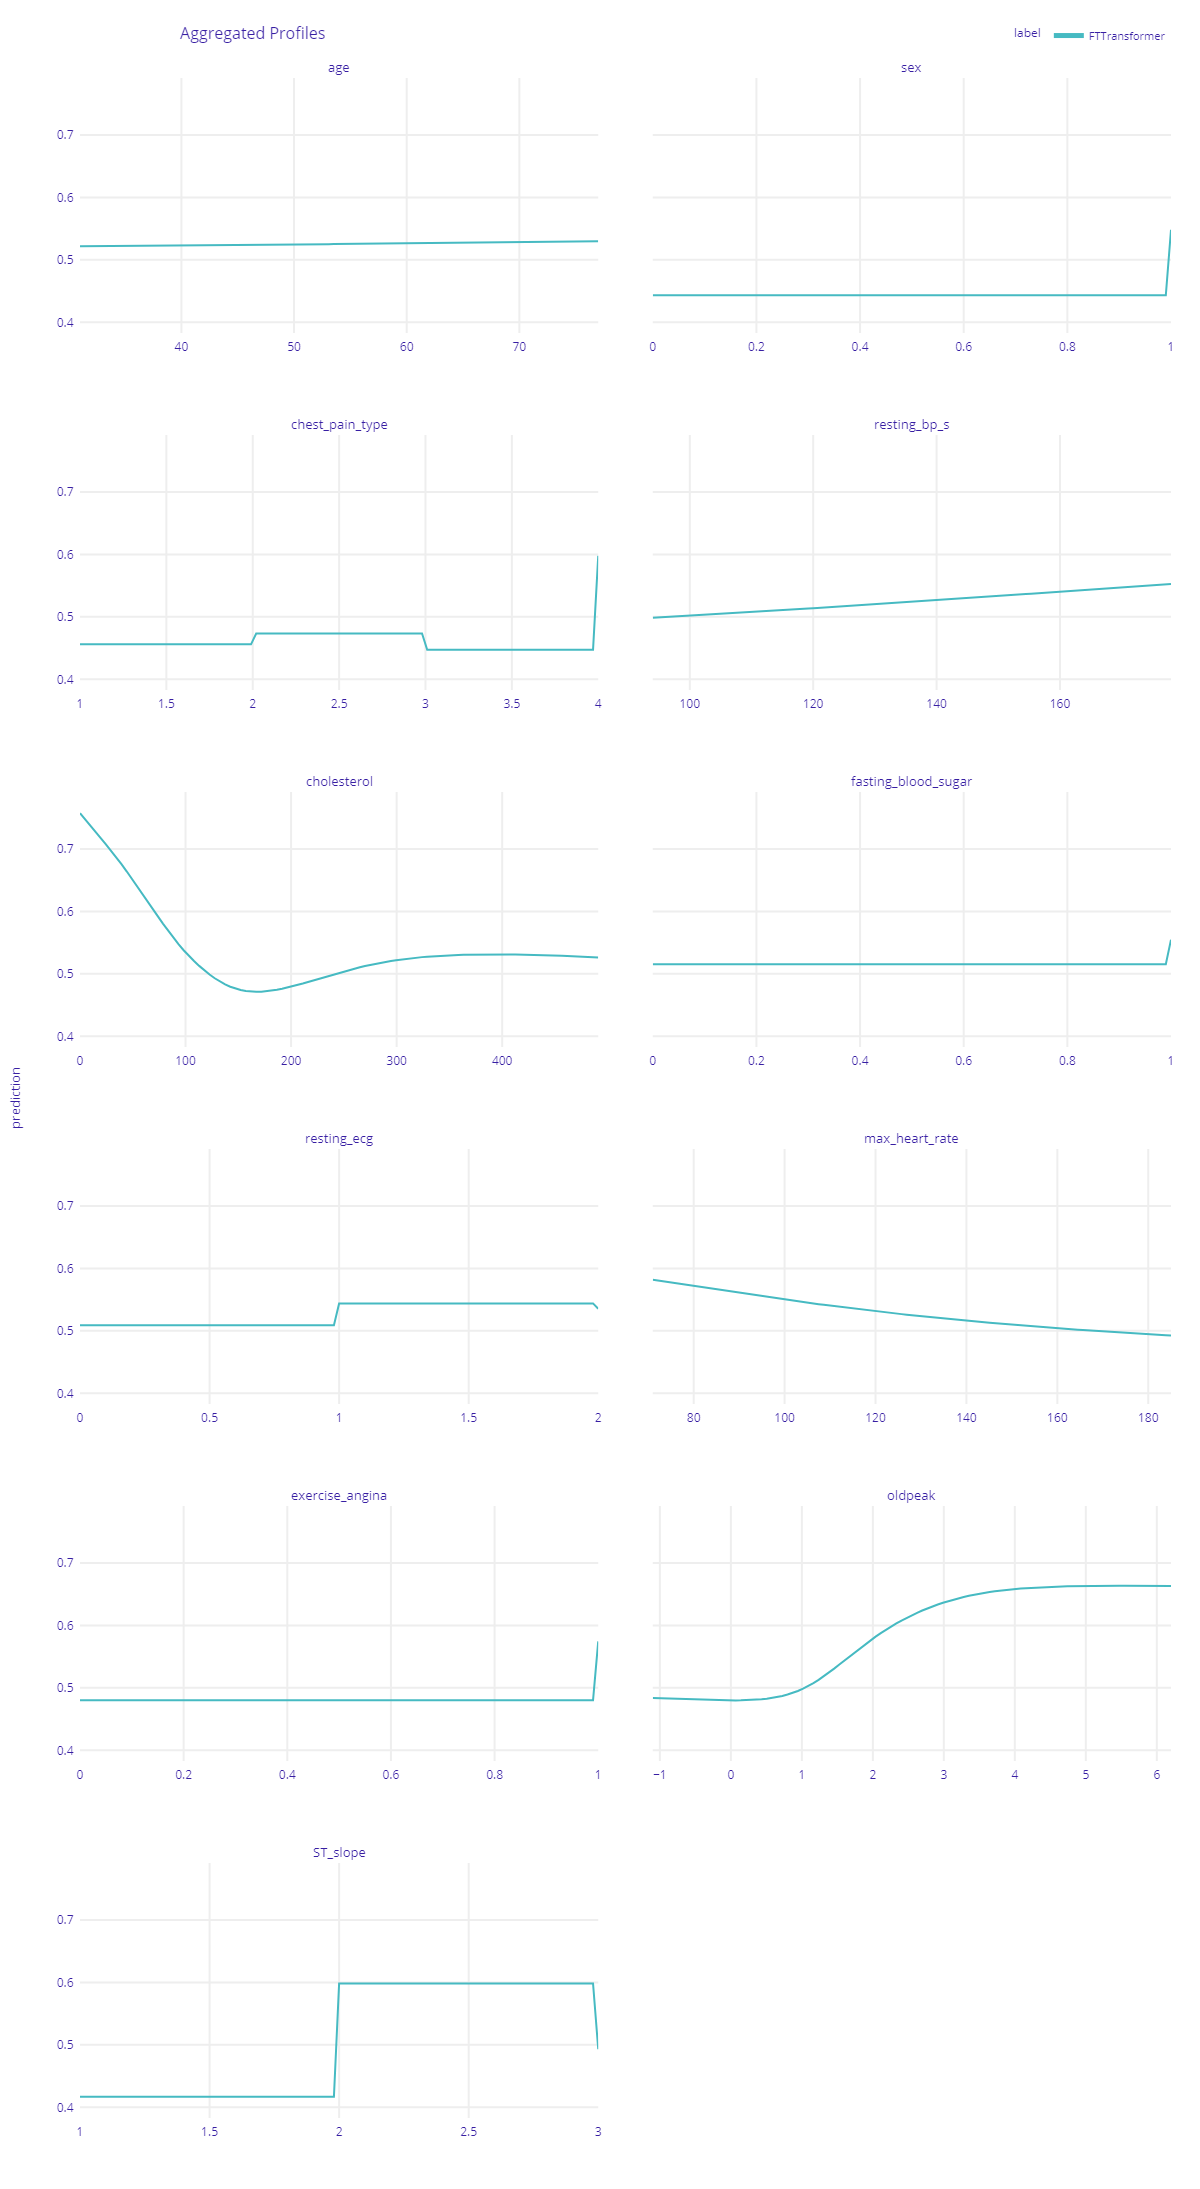 Aggregated Profiles
label FTTransformer
age sex
0.7
0.6
0.5
0.4
40 50 60 70 0 0.2 0.4 0.6 0.8 1
chest_pain_type resting_bp_s
0.7
0.6
0.5
0.4
1 1.5 2 2.5 3 3.5 4 100 120 140 160
cholesterol fasting_blood_sugar
0.7
0.6
0.5
0.4
0 100 200 300 400 0 0.2 0.4 0.6 0.8 1
prediction
resting_ecg max_heart_rate
0.7
0.6
0.5
0.4
0 0.5 1 1.5 2 80 100 120 140 160 180
exercise_angina oldpeak
0.7
0.6
0.5
0.4
0 0.2 0.4 0.6 0.8 1 −1 0 1 2 3 4 5 6
ST_slope
0.7
0.6
0.5
0.4
1 1.5 2 2.5 3